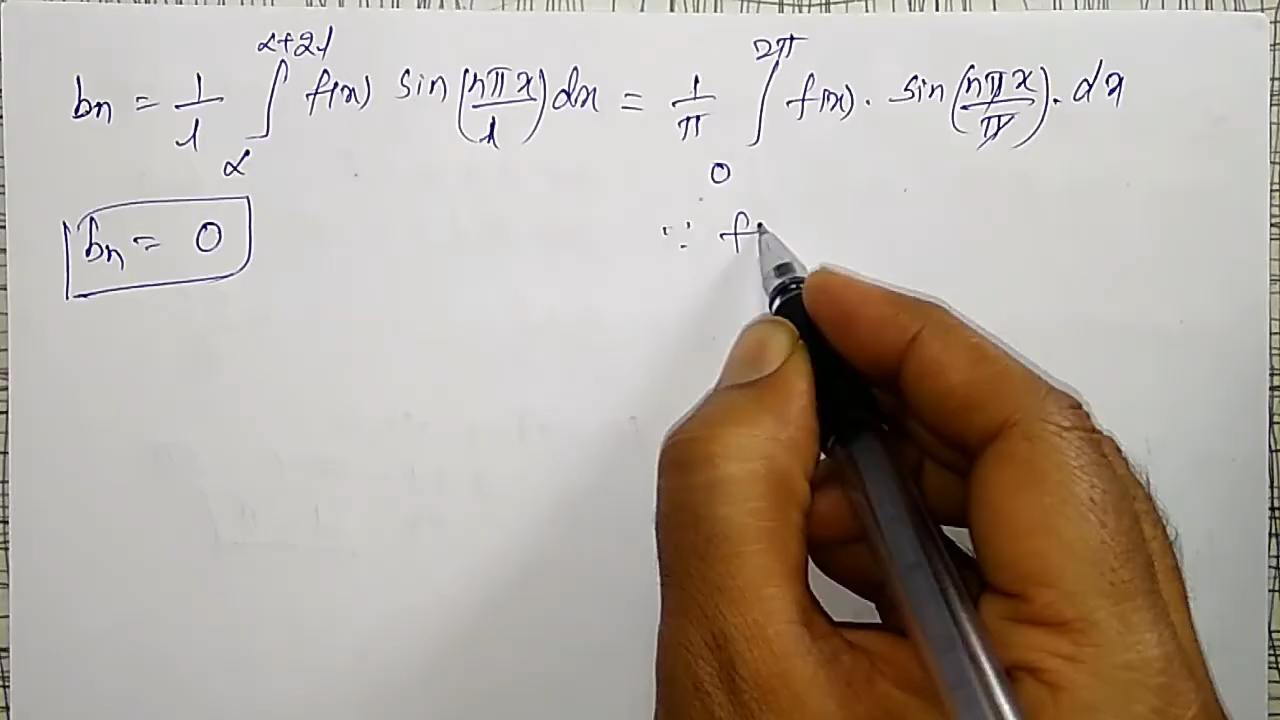 bn = 1/l ∫_α^{α+2l} f(x) sin(nπx/l) dx = 1/π ∫_0^{2π} f(x) · sin(nπx/π) · dx
bn = 0
∵ f